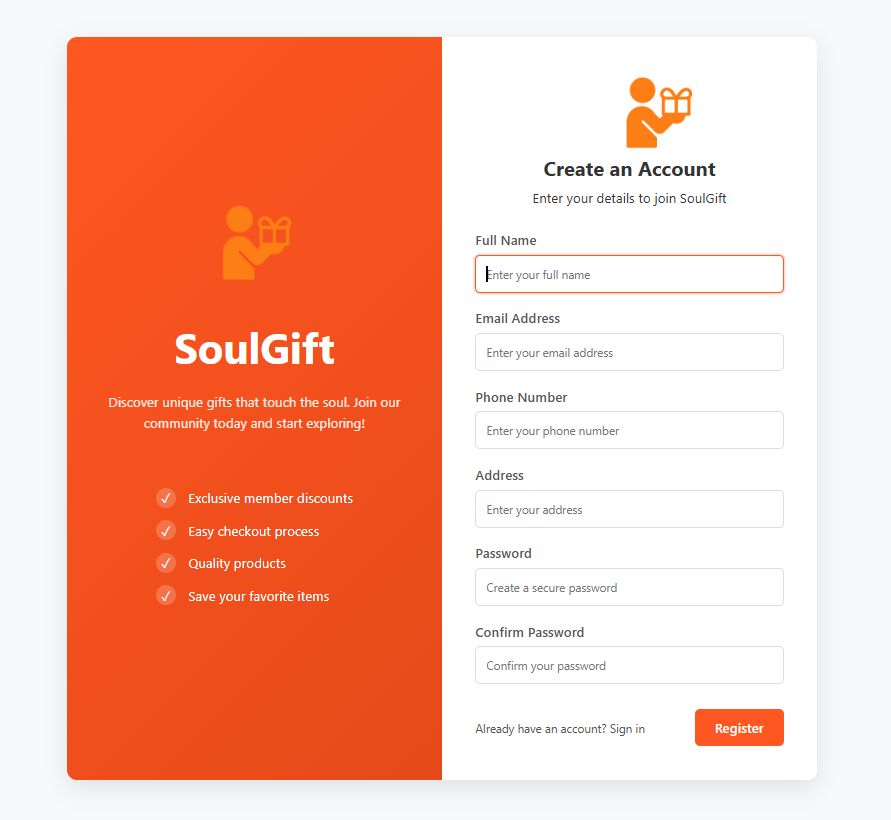 SoulGift
Discover unique gifts that touch the soul. Join our
community today and start exploring!
✓ Exclusive member discounts
✓ Easy checkout process
✓ Quality products
✓ Save your favorite items
Create an Account
Enter your details to join SoulGift
Full Name
Enter your full name
Email Address
Enter your email address
Phone Number
Enter your phone number
Address
Enter your address
Password
Create a secure password
Confirm Password
Confirm your password
Already have an account? Sign in
Register